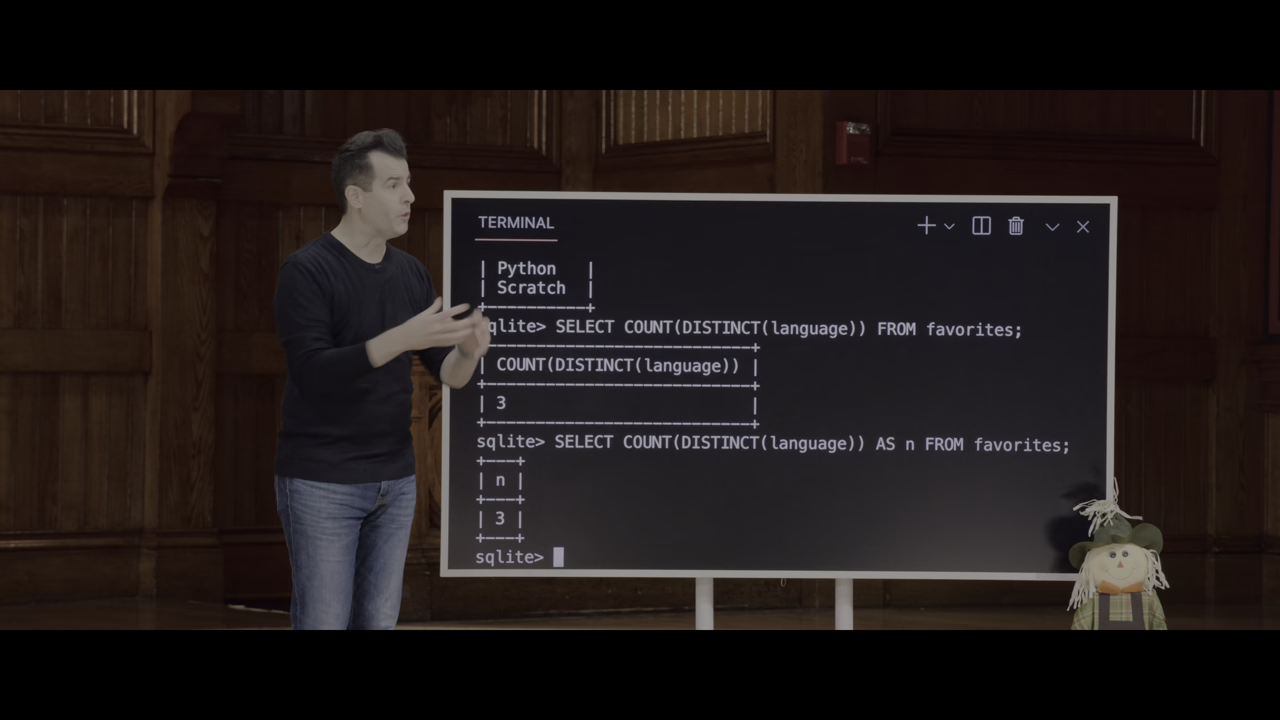 TERMINAL
| Python |
| Scratch |
+----------+
qlite> SELECT COUNT(DISTINCT(language)) FROM favorites;
---------------------------+
| COUNT(DISTINCT(language)) |
+---------------------------+
| 3 |
+---------------------------+
sqlite> SELECT COUNT(DISTINCT(language)) AS n FROM favorites;
+---+
| n |
+---+
| 3 |
+---+
sqlite>